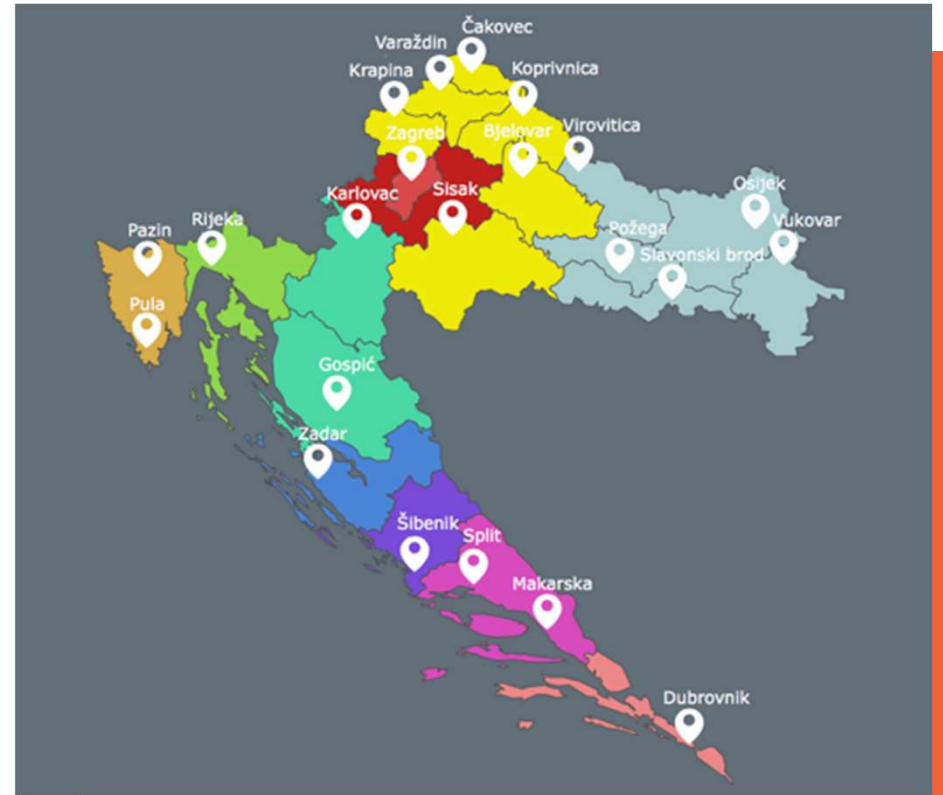 Čakovec
Varaždin
Krapina
Koprivnica
Zagreb
Bjelovar
Virovitica
Karlovac
Sisak
Osijek
Vukovar
Požega
Slavonski brod
Pazin
Rijeka
Pula
Gospić
Zadar
Šibenik
Split
Makarska
Dubrovnik